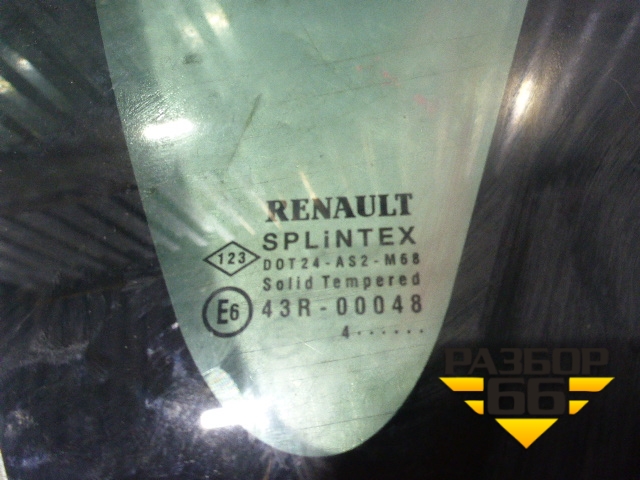 RENAULT
SPLiNTEX
123
DOT24-AS2-M68
Solid Tempered
E6
43R-00048
4······
РАЗБОР
66